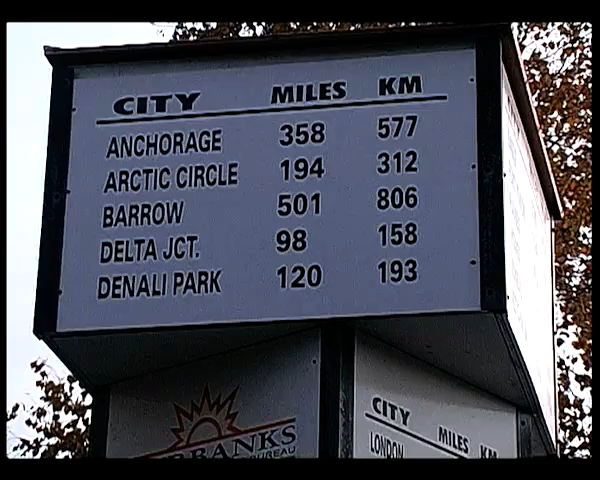 CITY MILES KM
ANCHORAGE 358 577
ARCTIC CIRCLE 194 312
BARROW 501 806
DELTA JCT. 98 158
DENALI PARK 120 193
CITY MILES KM
LONDON